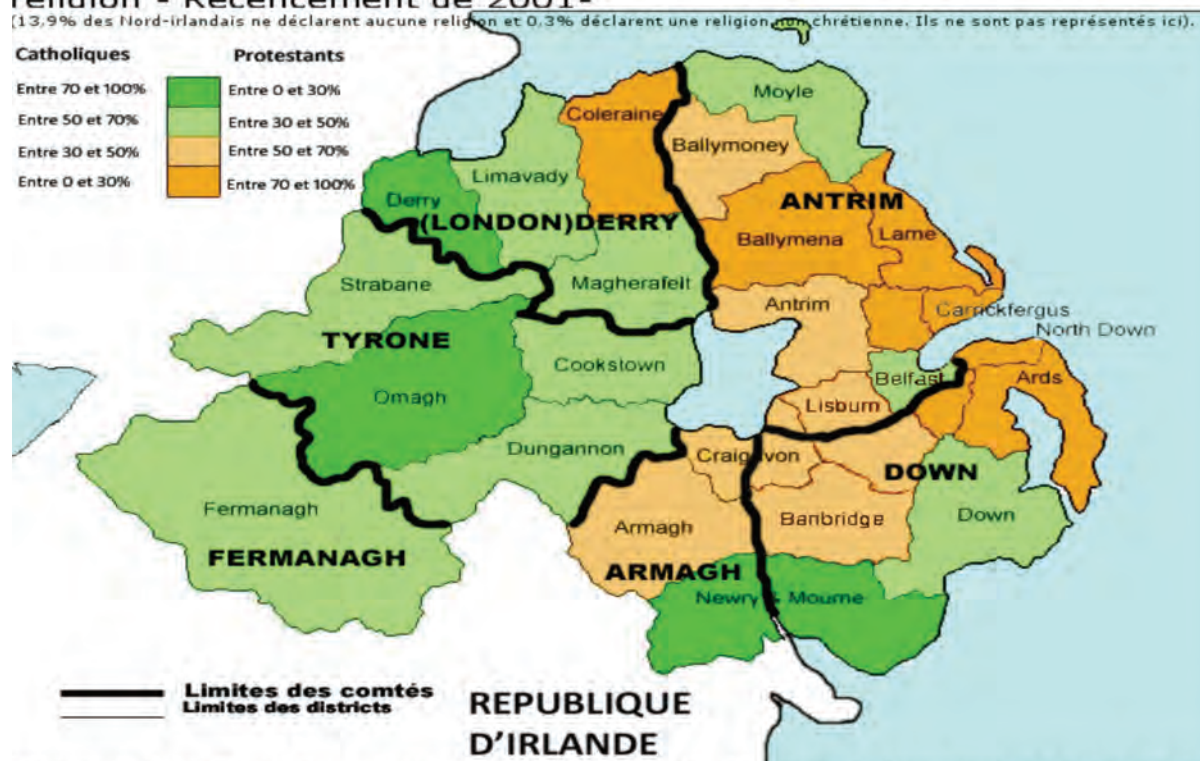 religion - Recencement de 2001-
(13,9% des Nord-irlandais ne déclarent aucune religion et 0,3% déclarent une religion non chrétienne. Ils ne sont pas représentés ici).
Catholiques Protestants
Entre 70 et 100% Entre 0 et 30%
Entre 50 et 70% Entre 30 et 50%
Entre 30 et 50% Entre 50 et 70%
Entre 0 et 30% Entre 70 et 100%
Moyle
Coleraine
Ballymoney
Limavady
Derry
ANTRIM
(LONDON)DERRY
Ballymena
Larne
Strabane
Magherafelt
Antrim
Carrickfergus
North Down
TYRONE
Cookstown
Belfast
Ards
Omagh
Lisburn
Dungannon
Craigavon
DOWN
Fermanagh
Armagh
Banbridge
Down
FERMANAGH
ARMAGH
Newry & Mourne
Limites des comtés
Limites des districts
REPUBLIQUE
D'IRLANDE